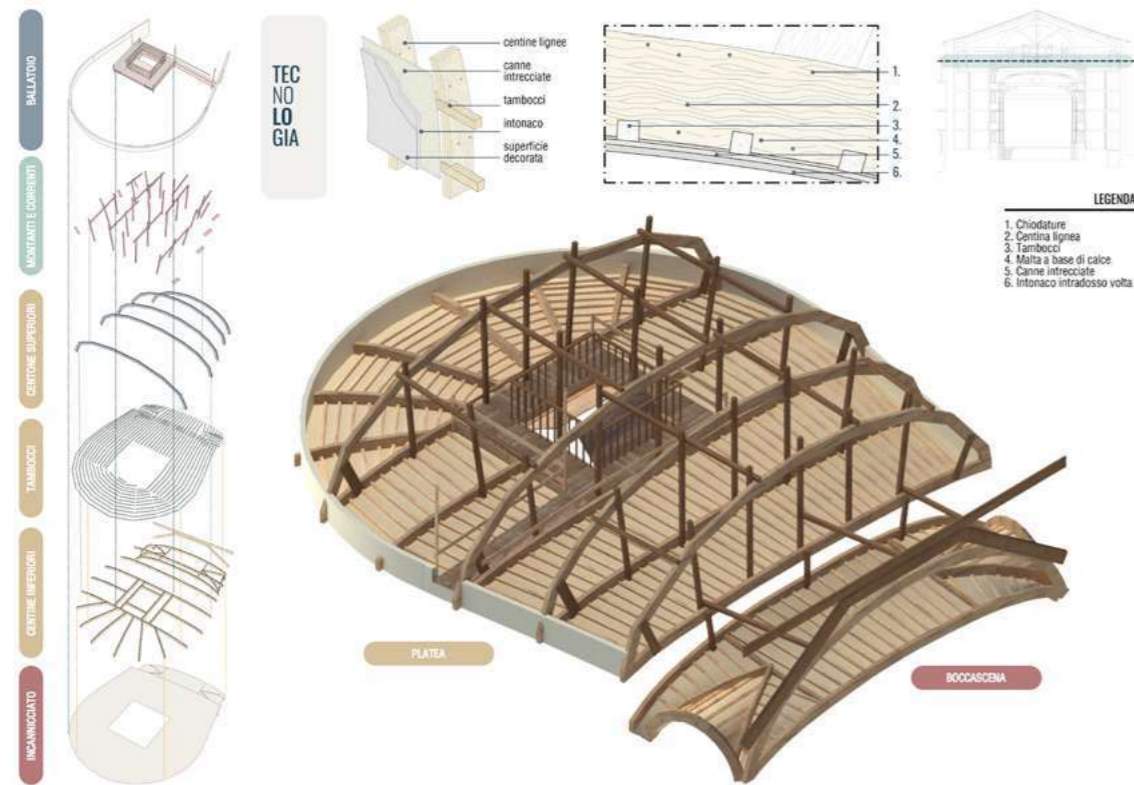 BALLATOIO
MONTANTI E CORRENTI
CENTONE SUPERIORI
TAMBOCCI
CENTINE INFERIORI
INCANNICCIATO
TEC
NO
LO
GIA
centine lignee
canne
intrecciate
tambocci
intonaco
superficie
decorata
1.
2.
3.
4.
5.
6.
LEGENDA
1. Chiodature
2. Centina lignea
3. Tambocci
4. Malta a base di calce
5. Canne intrecciate
6. Intonaco intradosso volta
PLATEA
BOCCASCENA